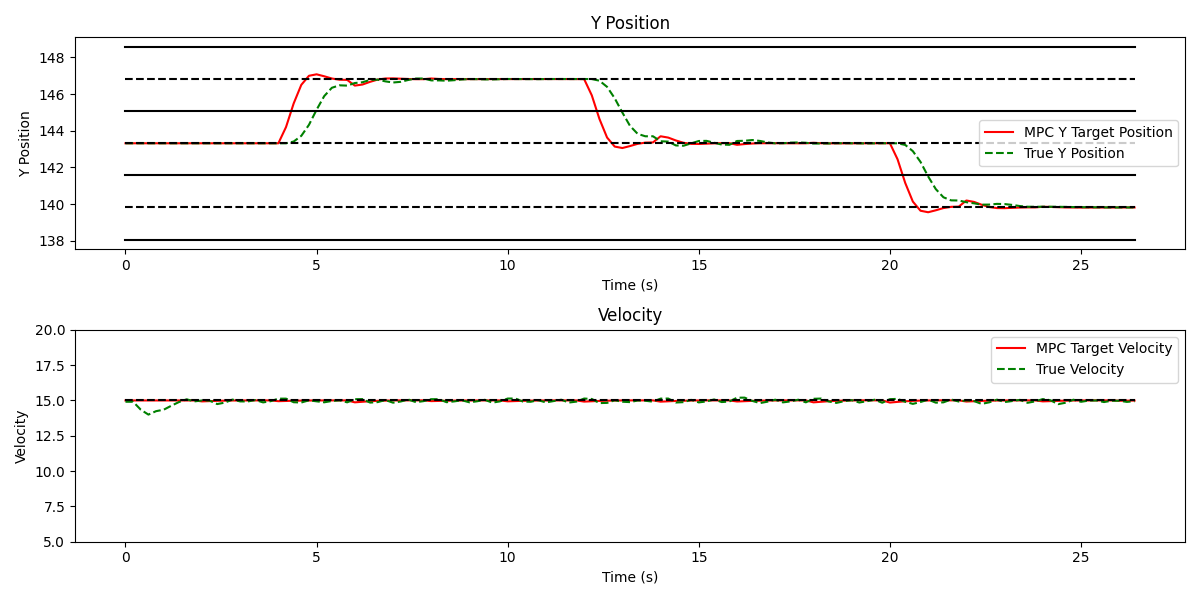 Y Position
148
146
144
142
140
138
Y Position
MPC Y Target Position
True Y Position
0
5
10
15
20
25
Time (s)
Velocity
20.0
17.5
15.0
12.5
10.0
7.5
5.0
Velocity
MPC Target Velocity
True Velocity
0
5
10
15
20
25
Time (s)